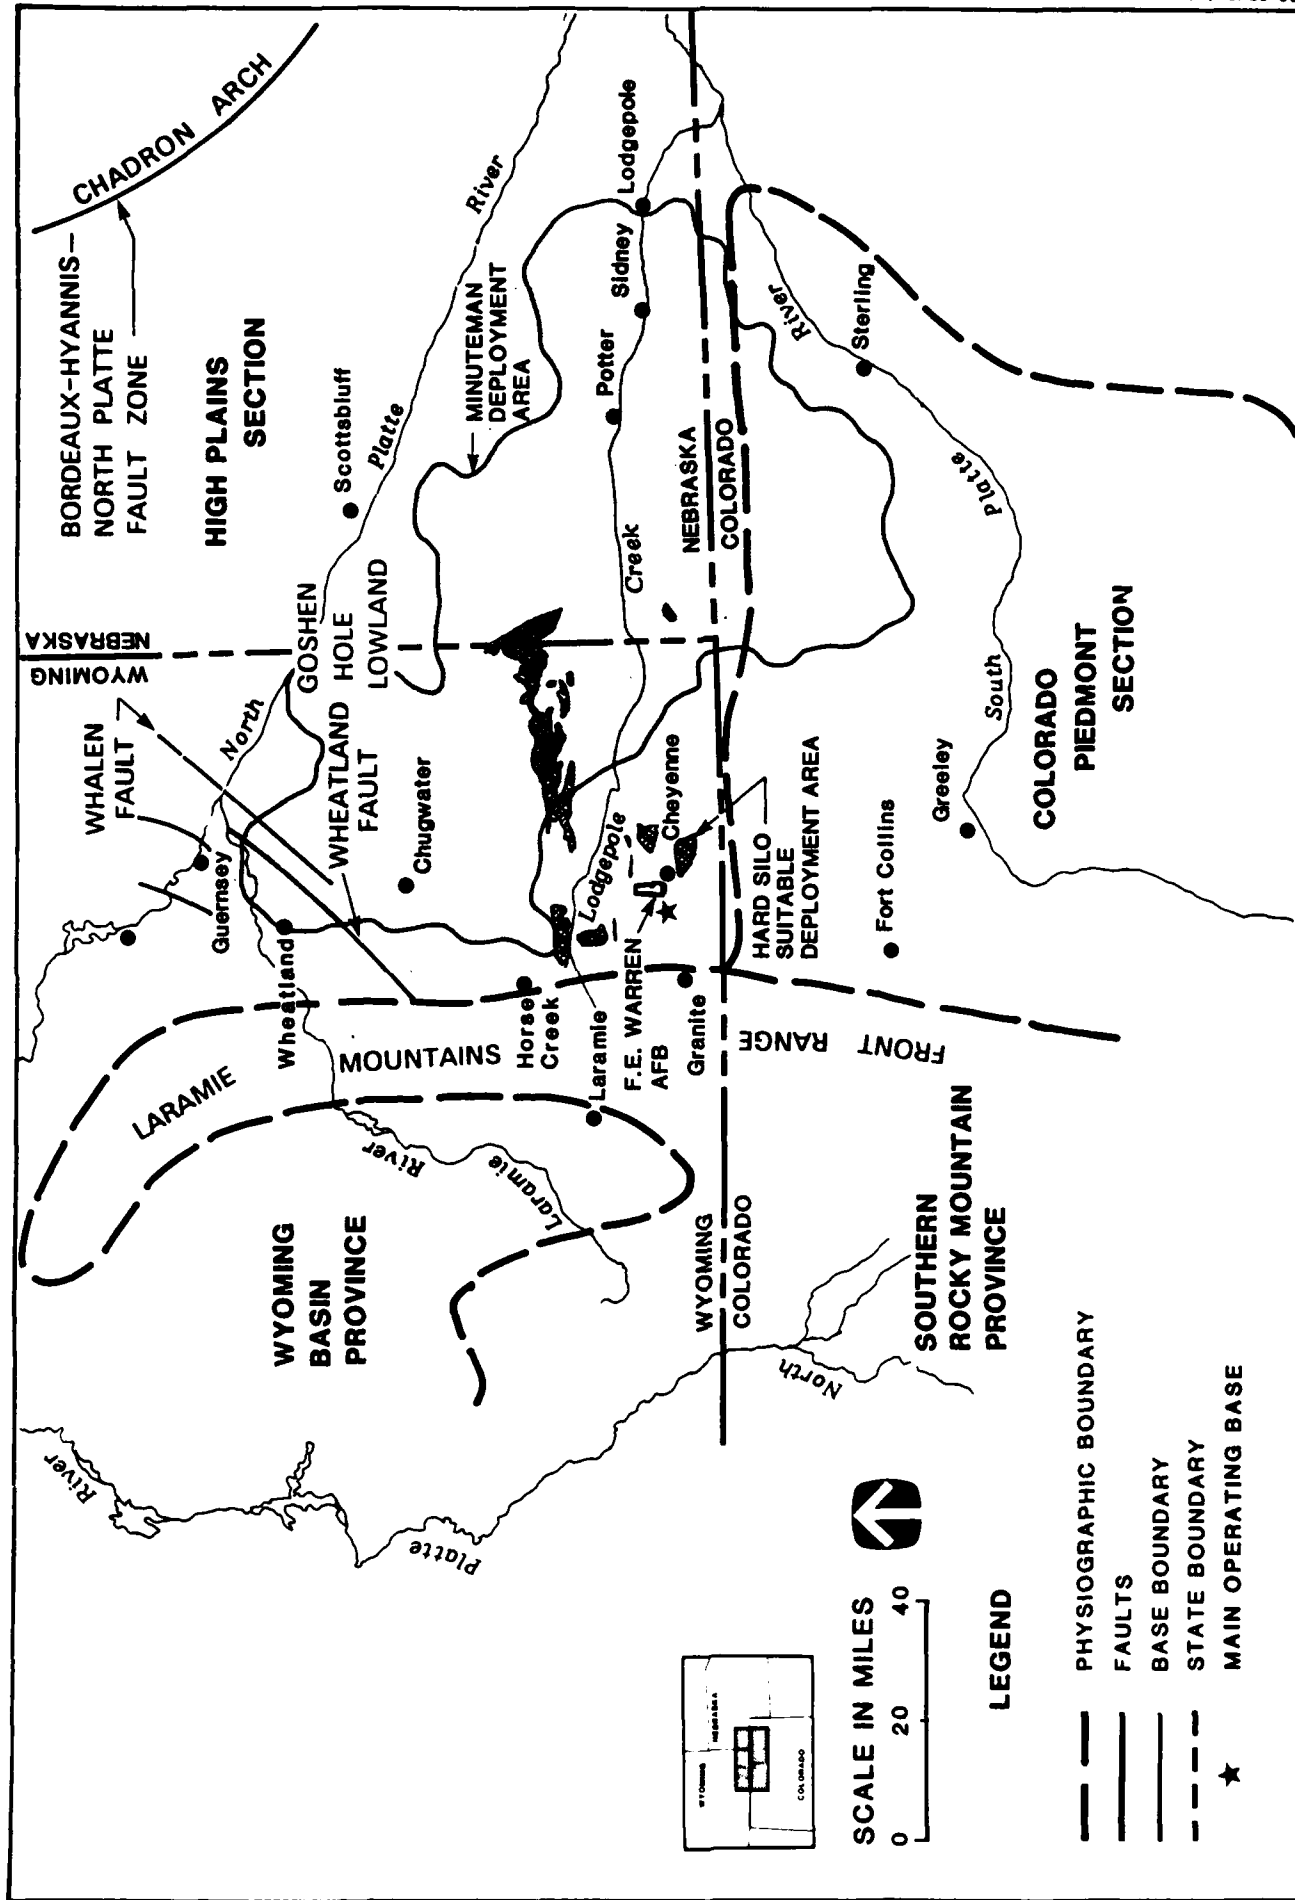 CHADRON ARCH
BORDEAUX-HYANNIS-
NORTH PLATTE
FAULT ZONE
HIGH PLAINS
SECTION
WYOMING
NEBRASKA
WHALEN
FAULT
North
Platte
River
Scottsbluff
GOSHEN
HOLE
LOWLAND
WHEATLAND
FAULT
Guernsey
Wheatland
Chugwater
MINUTEMAN
DEPLOYMENT
AREA
LARAMIE
MOUNTAINS
WYOMING
BASIN
PROVINCE
River
Platte
River
Laramie
Horse
Creek
Laramie
F.E. WARREN
AFB
Granite
Lodgepole
Creek
Cheyenne
Potter
Sidney
Lodgepole
NEBRASKA
COLORADO
WYOMING
COLORADO
HARD SILO
SUITABLE
DEPLOYMENT AREA
FRONT RANGE
Fort Collins
Greeley
South
Platte
River
Sterling
COLORADO
PIEDMONT
SECTION
SOUTHERN
ROCKY MOUNTAIN
PROVINCE
North
WYOMING
NEBRASKA
COLORADO
SCALE IN MILES
0 20 40
LEGEND
PHYSIOGRAPHIC BOUNDARY
FAULTS
BASE BOUNDARY
STATE BOUNDARY
MAIN OPERATING BASE